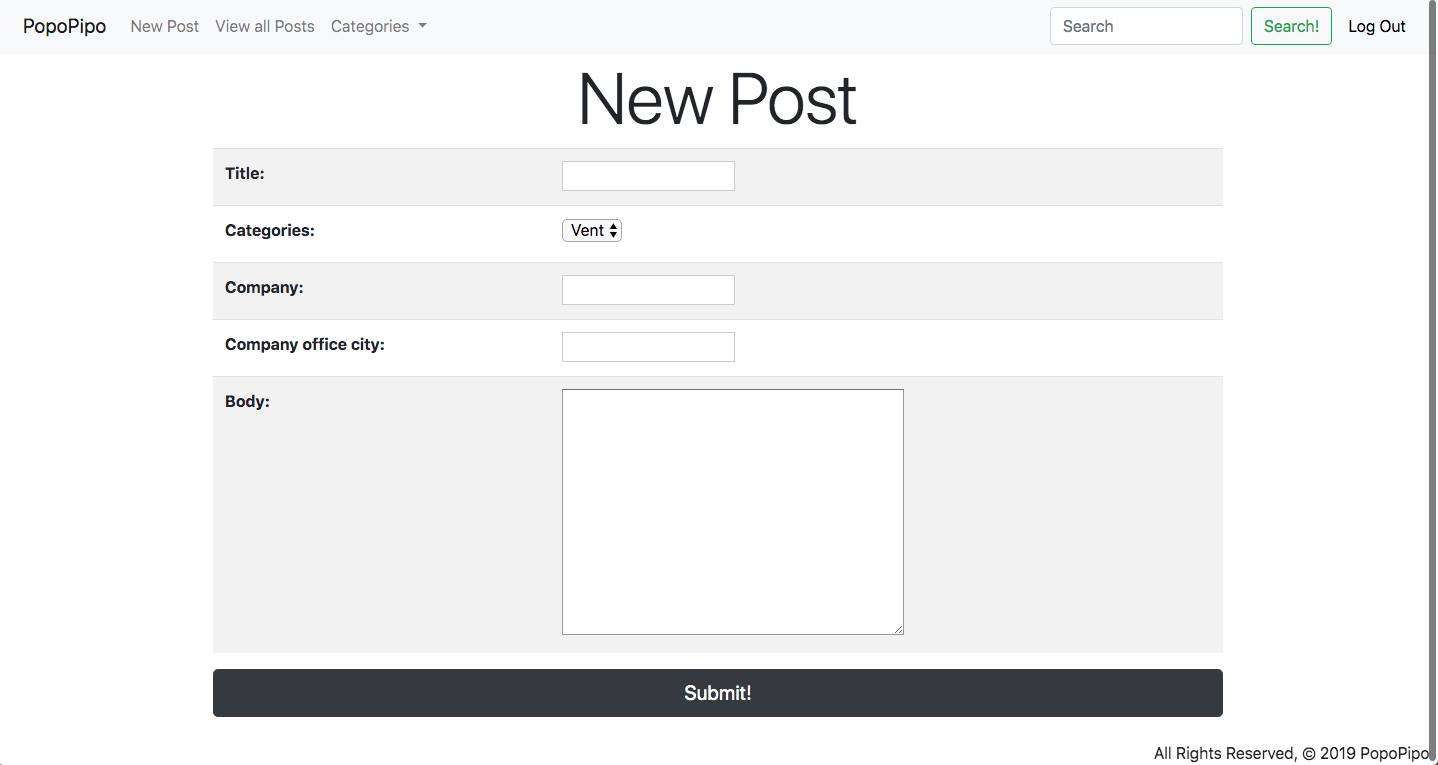 PopoPipo New Post View all Posts Categories Search Search! Log Out
New Post
Title:
Categories: Vent
Company:
Company office city:
Body:
Submit!
All Rights Reserved, © 2019 PopoPipo